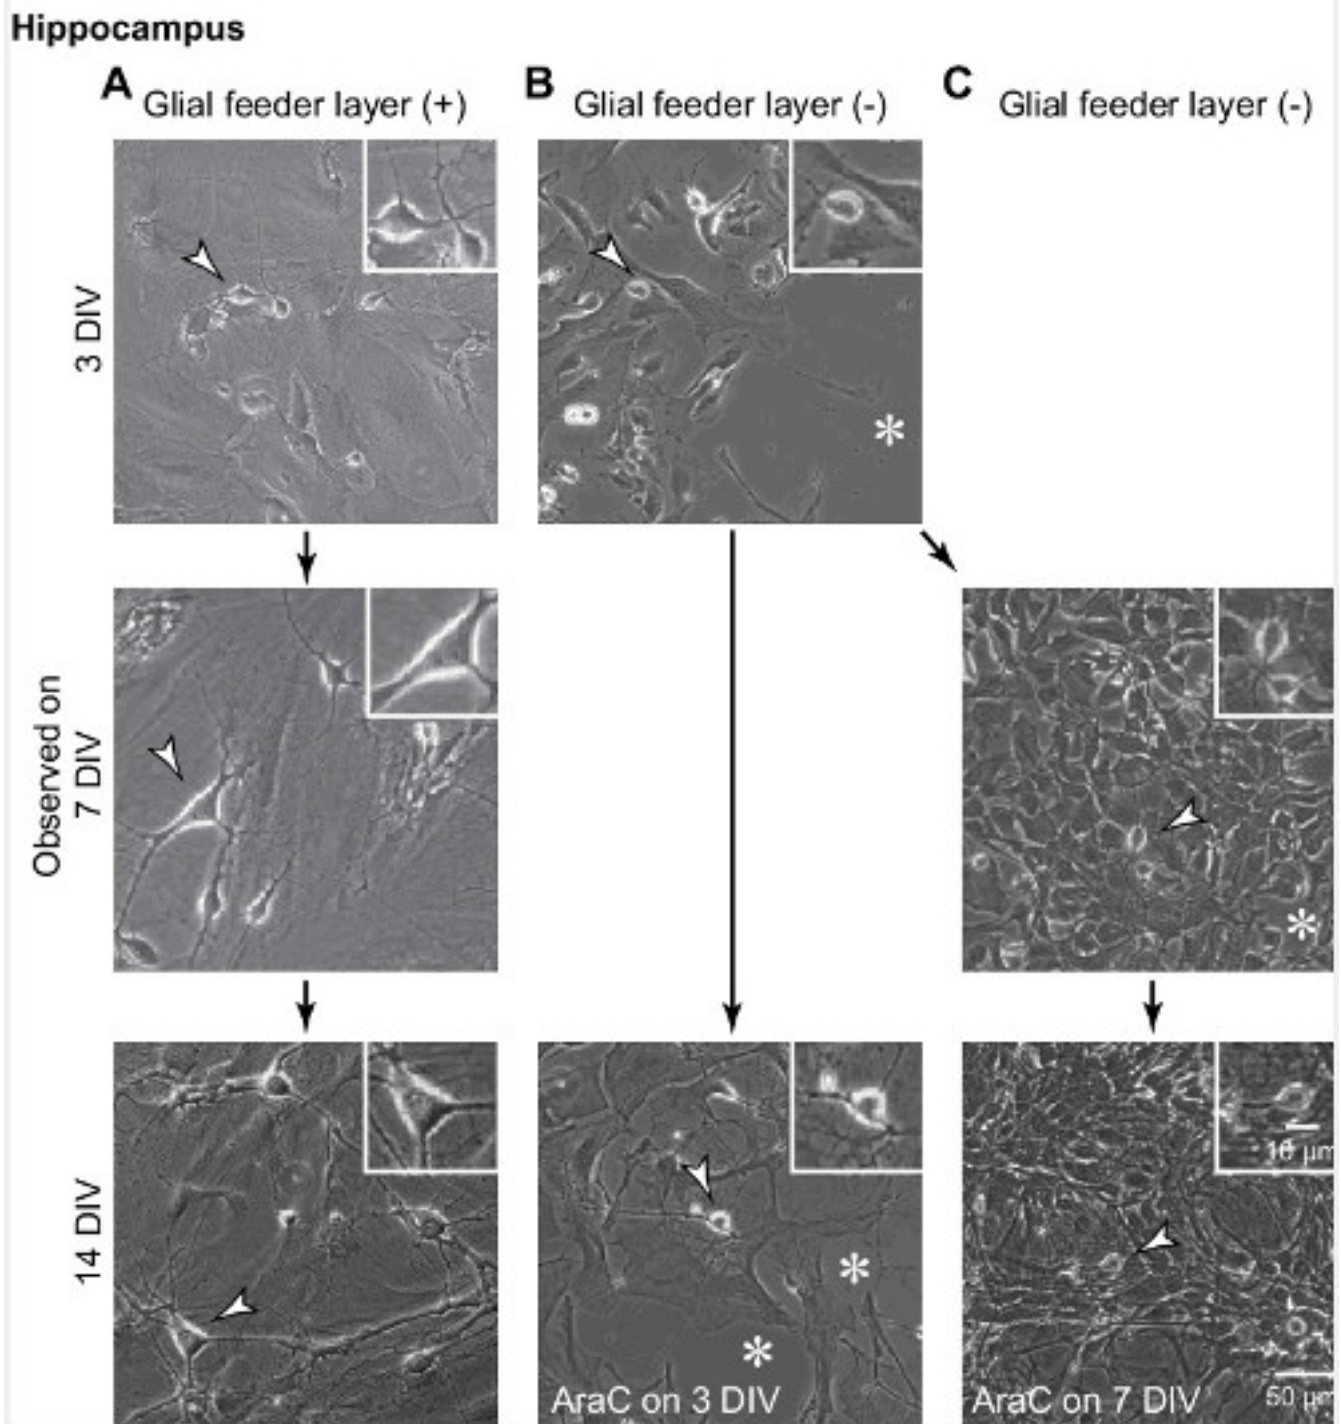 Hippocampus
A Glial feeder layer (+)
B Glial feeder layer (-)
C Glial feeder layer (-)
3 DIV
*
Observed on
7 DIV
*
14 DIV
*
*
AraC on 3 DIV
10 µm
AraC on 7 DIV
50 µm